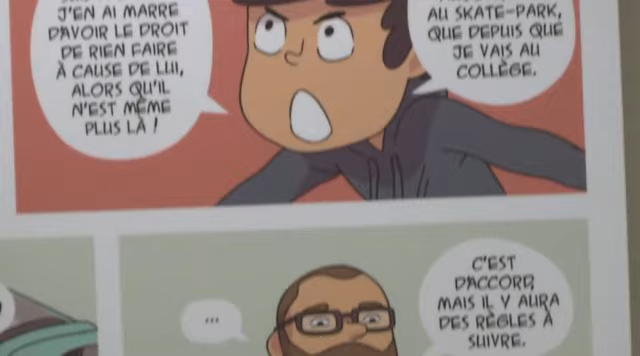 J'EN AI MARRE
D'AVOIR LE DROIT
DE RIEN FAIRE
À CAUSE DE LUI,
ALORS QU'IL
N'EST MÊME
PLUS LÀ !
AU SKATE-PARK,
QUE DEPUIS QUE
JE VAIS AU
COLLÈGE.
...
C'EST
D'ACCORD,
MAIS IL Y AURA
DES RÈGLES À
SUIVRE.